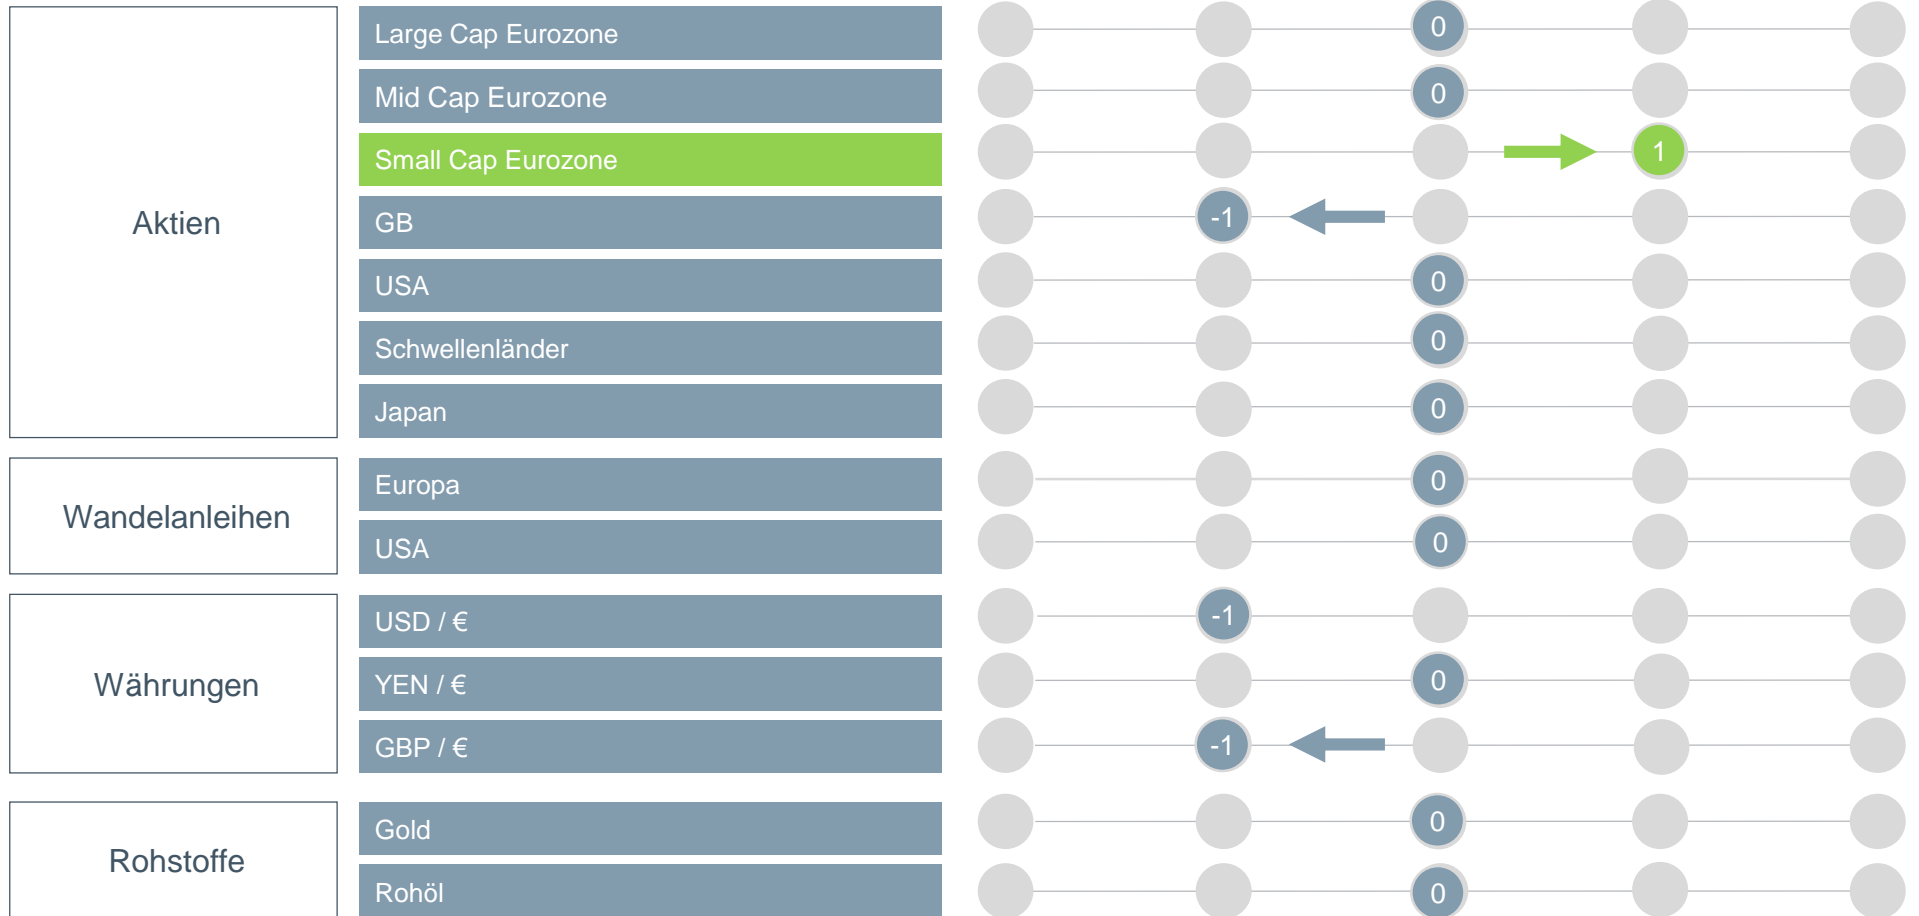 Aktien
Large Cap Eurozone 0
Mid Cap Eurozone 0
Small Cap Eurozone 1
GB -1
USA 0
Schwellenländer 0
Japan 0
Wandelanleihen
Europa 0
USA 0
Währungen
USD / € -1
YEN / € 0
GBP / € -1
Rohstoffe
Gold 0
Rohöl 0